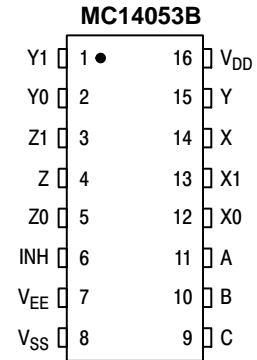 MC14053B
Y1 1 16 VDD
Y0 2 15 Y
Z1 3 14 X
Z 4 13 X1
Z0 5 12 X0
INH 6 11 A
VEE 7 10 B
VSS 8 9 C